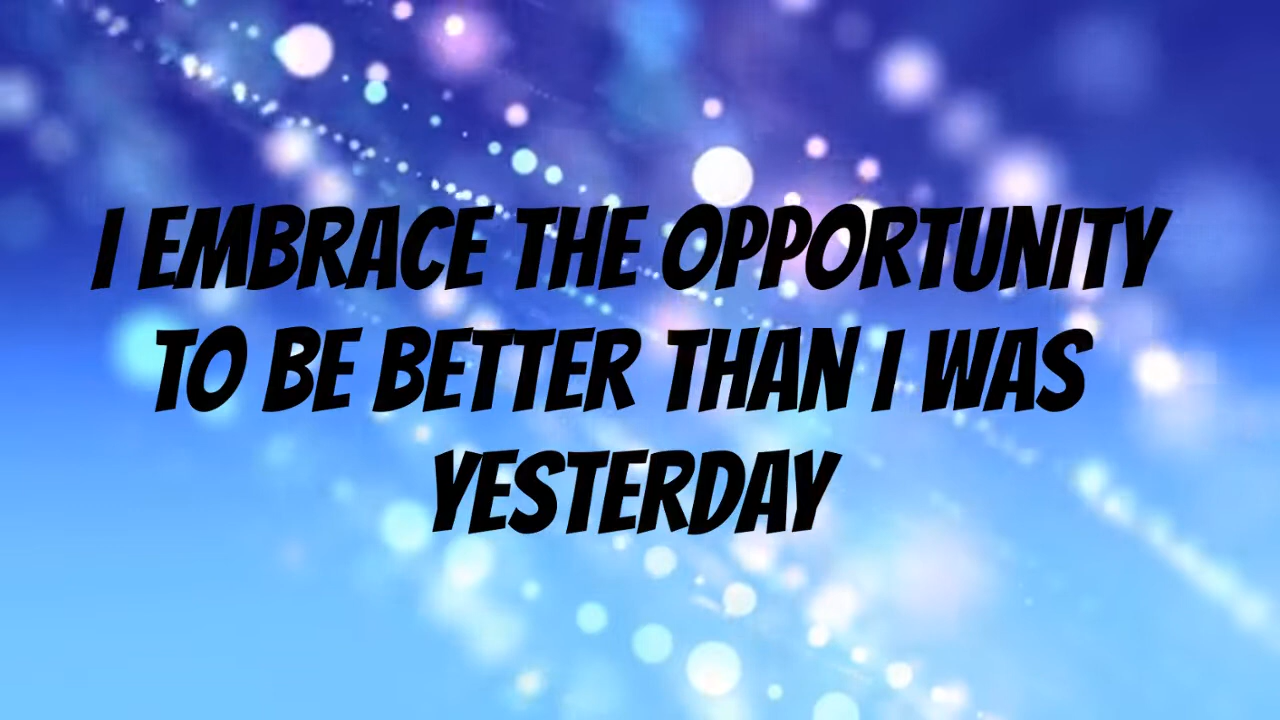 I EMBRACE THE OPPORTUNITY
TO BE BETTER THAN I WAS
YESTERDAY